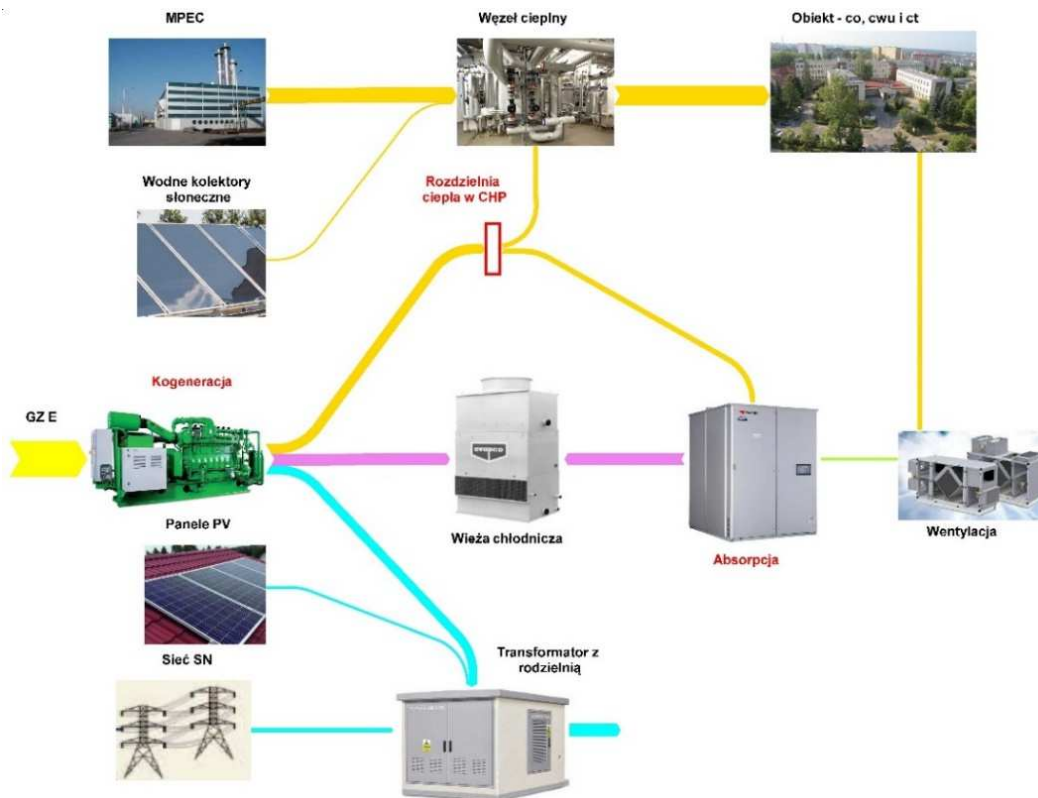 MPEC
Węzeł cieplny
Obiekt - co, cwu i ct
Wodne kolektory
słoneczne
Rozdzielnia
ciepła w CHP
Kogeneracja
GZ E
Wieża chłodnicza
Absorpcja
Wentylacja
Panele PV
Sieć SN
Transformator z
rodzielnią